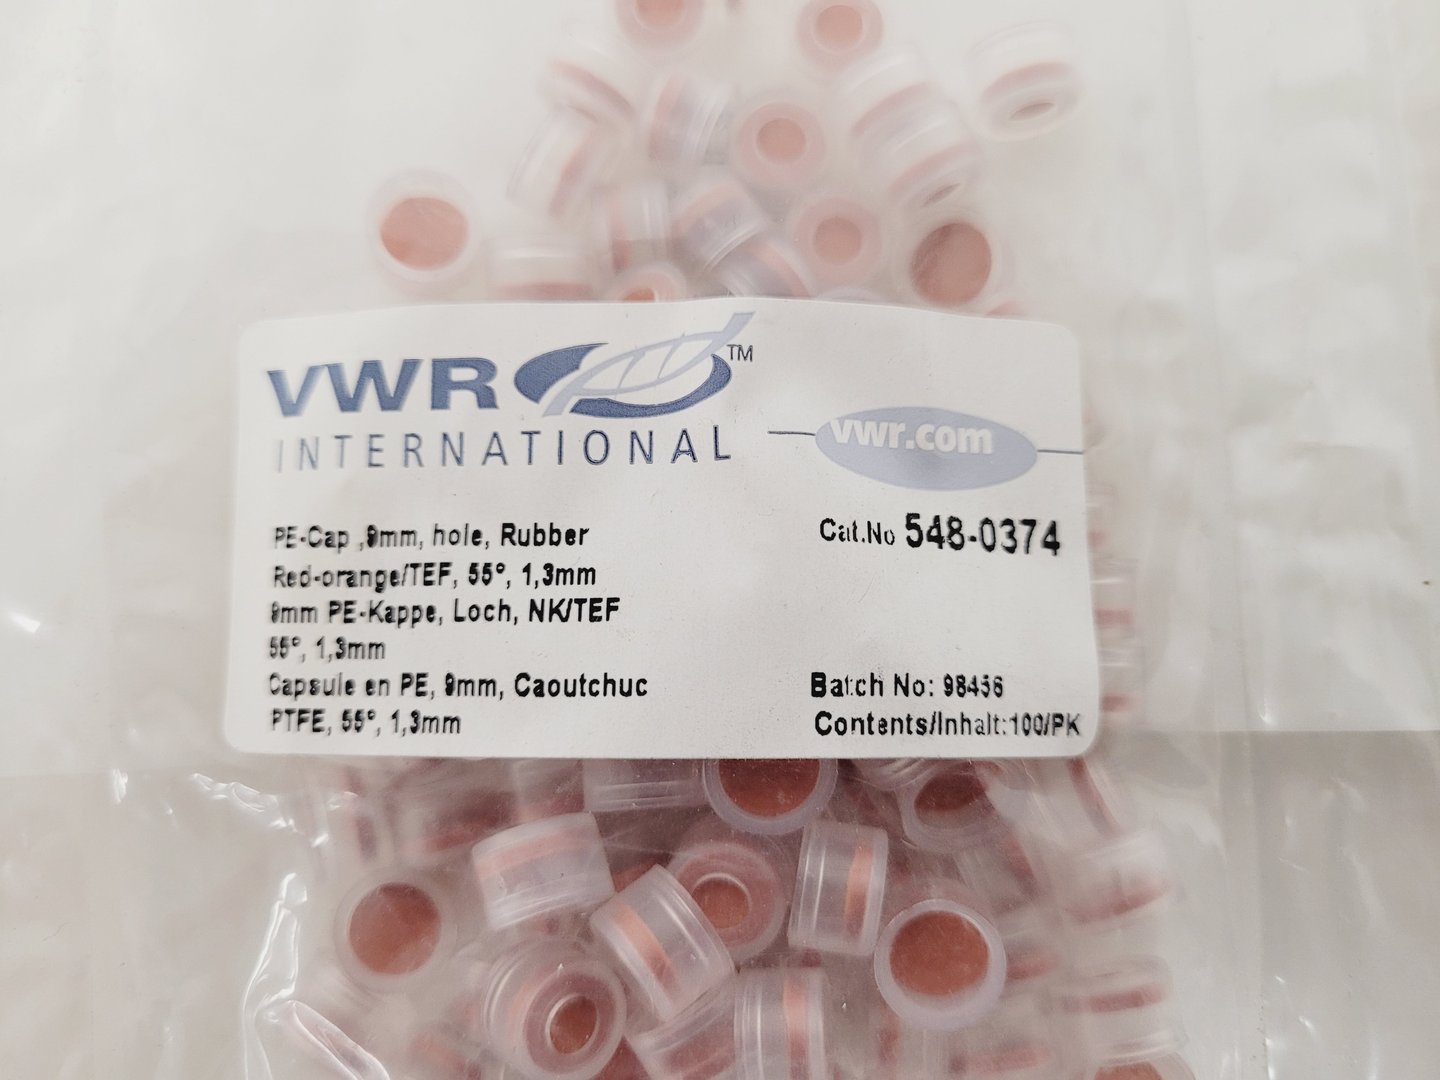 VWR TM
INTERNATIONAL
vwr.com
PE-Cap ,9mm, hole, Rubber
Red-orange/TEF, 55°, 1,3mm
9mm PE-Kappe, Loch, NK/TEF
55°, 1,3mm
Capsule en PE, 9mm, Caoutchuc
PTFE, 55°, 1,3mm
Cat.No 548-0374
Batch No: 98456
Contents/Inhalt:100/PK